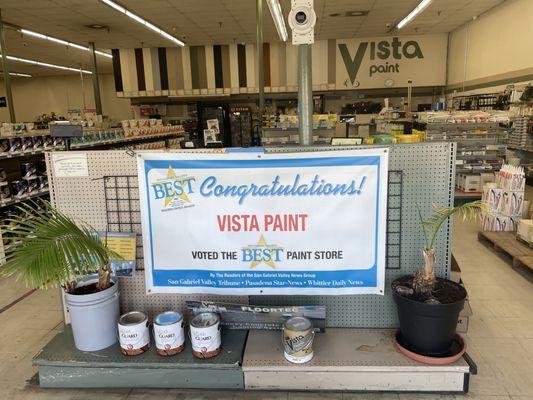 Vista
paint
BEST
Congratulations!
VISTA PAINT
VOTED THE BEST PAINT STORE
By The Readers of the San Gabriel Valley News Group
San Gabriel Valley Tribune • Pasadena Star-News • Whittier Daily News
FLOORTEC
GUARD
GUARD
GUARD
Vista